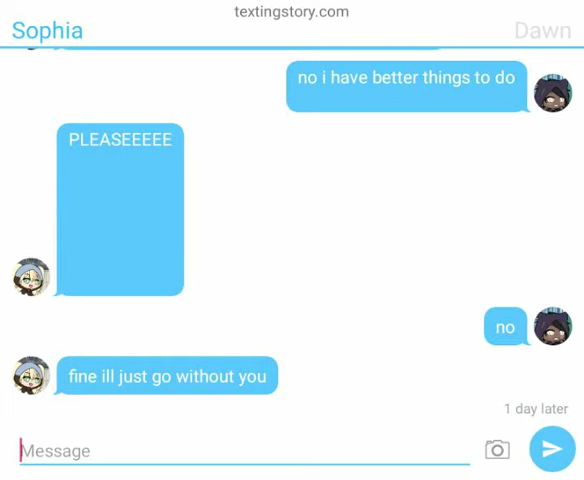 textingstory.com
Sophia
Dawn
no i have better things to do
PLEASEEEEE
no
fine ill just go without you
1 day later
Message